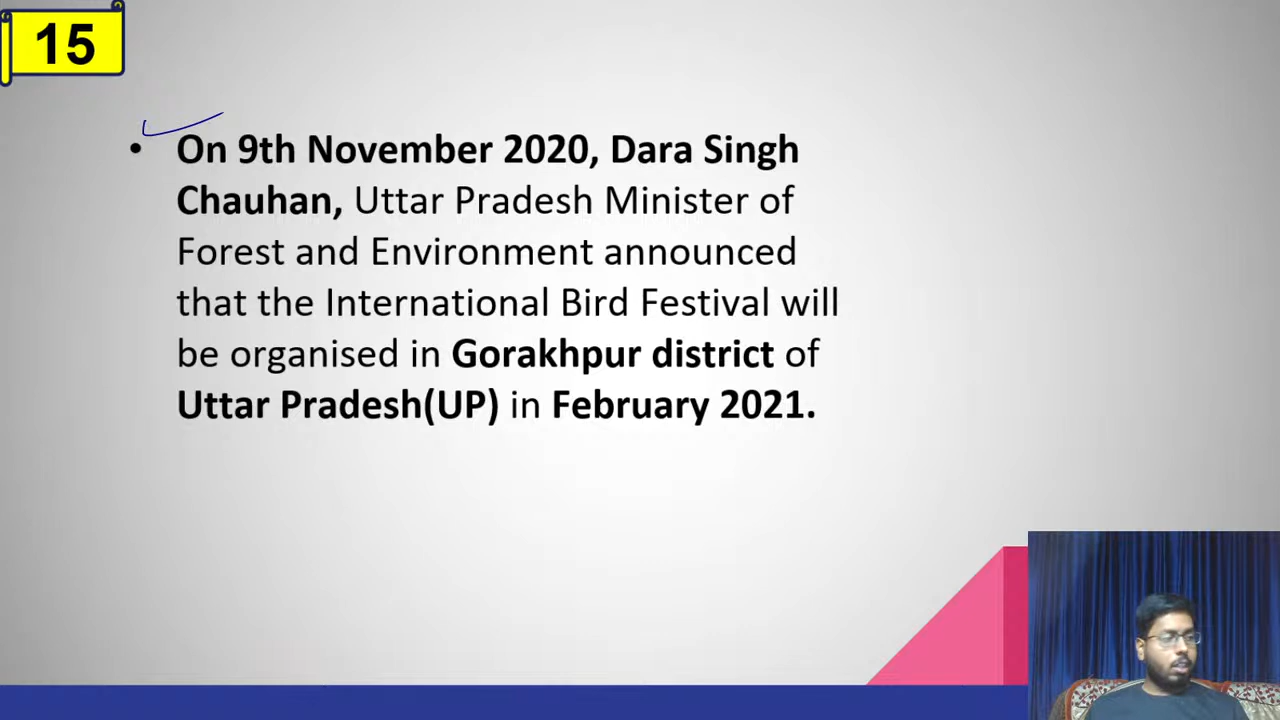 15
• On 9th November 2020, Dara Singh
Chauhan, Uttar Pradesh Minister of
Forest and Environment announced
that the International Bird Festival will
be organised in Gorakhpur district of
Uttar Pradesh(UP) in February 2021.